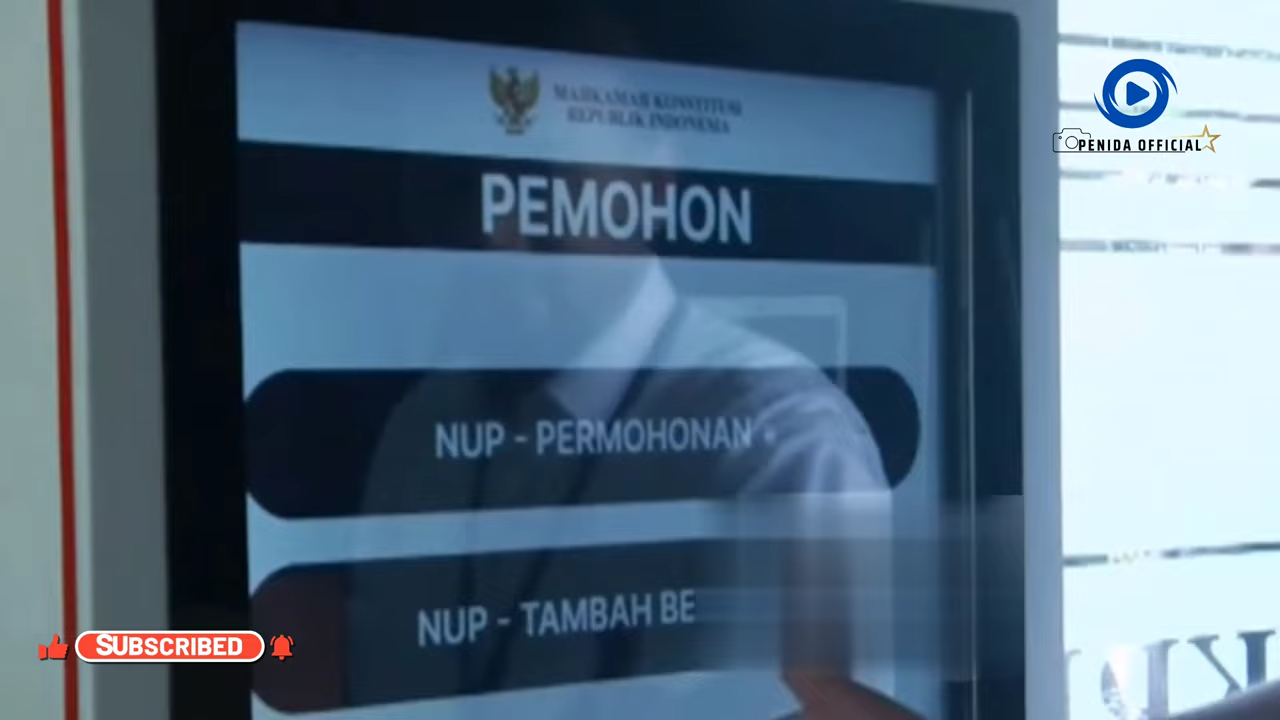 MAHKAMAH KONSTITUSI
REPUBLIK INDONESIA
PENIDA OFFICIAL
PEMOHON
NUP - PERMOHONAN
NUP - TAMBAH BE
SUBSCRIBED